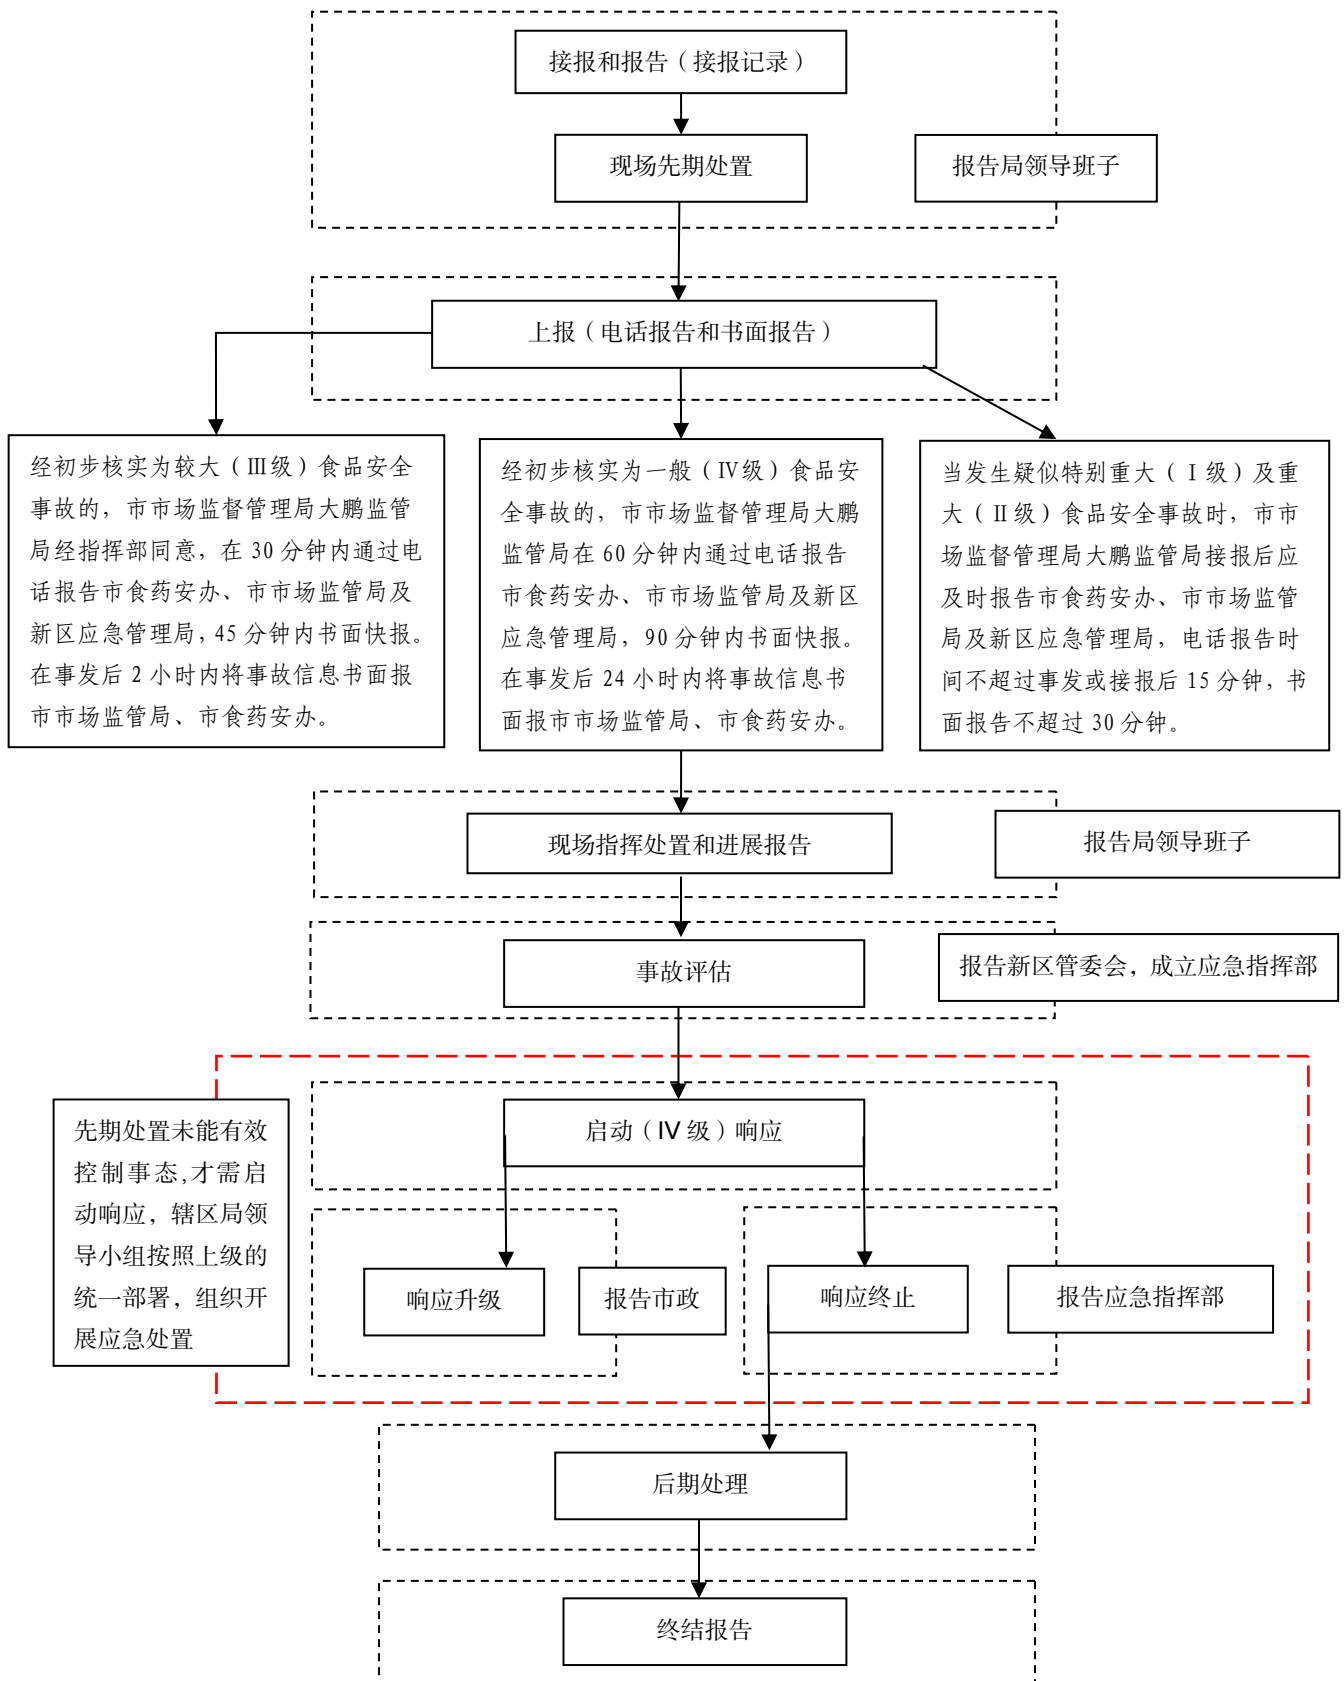 接报和报告（接报记录）
现场先期处置
报告局领导班子
上报（电话报告和书面报告）
经初步核实为较大（Ⅲ级）食品安全
事故的，市市场监督管理局大鹏监管
局经指挥部同意，在 30 分钟内通过电
话报告市食药安办、市市场监管局及
新区应急管理局，45 分钟内书面快报。
在事发后 2 小时内将事故信息书面报
市市场监管局、市食药安办。
经初步核实为一般（Ⅳ级）食品安
全事故的，市市场监督管理局大鹏
监管局在 60 分钟内通过电话报告
市食药安办、市市场监管局及新区
应急管理局，90 分钟内书面快报。
在事发后 24 小时内将事故信息书
面报市市场监管局、市食药安办。
当发生疑似特别重大（Ⅰ级）及重
大（Ⅱ级）食品安全事故时，市市
场监督管理局大鹏监管局接报后应
及时报告市食药安办、市市场监管
局及新区应急管理局，电话报告时
间不超过事发或接报后 15 分钟，书
面报告不超过 30 分钟。
现场指挥处置和进展报告
报告局领导班子
事故评估
报告新区管委会，成立应急指挥部
启动（Ⅳ级）响应
先期处置未能有效
控制事态,才需启
动响应，辖区局领
导小组按照上级的
统一部署，组织开
展应急处置
响应升级
报告市政
响应终止
报告应急指挥部
后期处理
终结报告